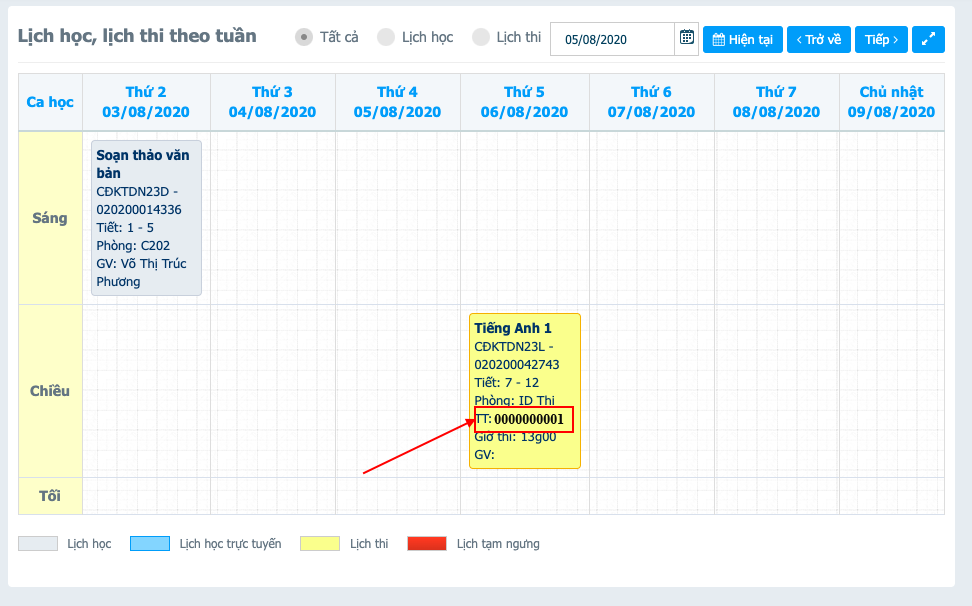 Lịch học, lịch thi theo tuần
Tất cả
Lịch học
Lịch thi
05/08/2020
Hiện tại
Trở về
Tiếp
Ca học
Thứ 2
03/08/2020
Thứ 3
04/08/2020
Thứ 4
05/08/2020
Thứ 5
06/08/2020
Thứ 6
07/08/2020
Thứ 7
08/08/2020
Chủ nhật
09/08/2020
Sáng
Soạn thảo văn
bản
CĐKTDN23D -
020200014336
Tiết: 1 - 5
Phòng: C202
GV: Võ Thị Trúc
Phương
Chiều
Tiếng Anh 1
CĐKTDN23L -
020200042743
Tiết: 7 - 12
Phòng: ID Thi
TT: 0000000001
Giờ thi: 13g00
GV:
Tối
Lịch học
Lịch học trực tuyến
Lịch thi
Lịch tạm ngưng